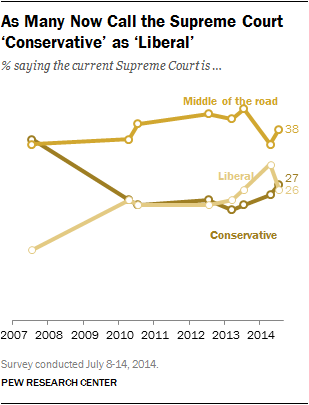 As Many Now Call the Supreme Court
‘Conservative’ as ‘Liberal’
% saying the current Supreme Court is ...
Middle of the road
38
Liberal
27
26
Conservative
2007 2008 2009 2010 2011 2012 2013 2014
Survey conducted July 8-14, 2014.
PEW RESEARCH CENTER